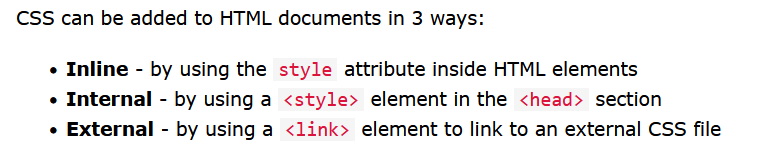 CSS can be added to HTML documents in 3 ways:
• Inline - by using the style attribute inside HTML elements
• Internal - by using a <style> element in the <head> section
• External - by using a <link> element to link to an external CSS file